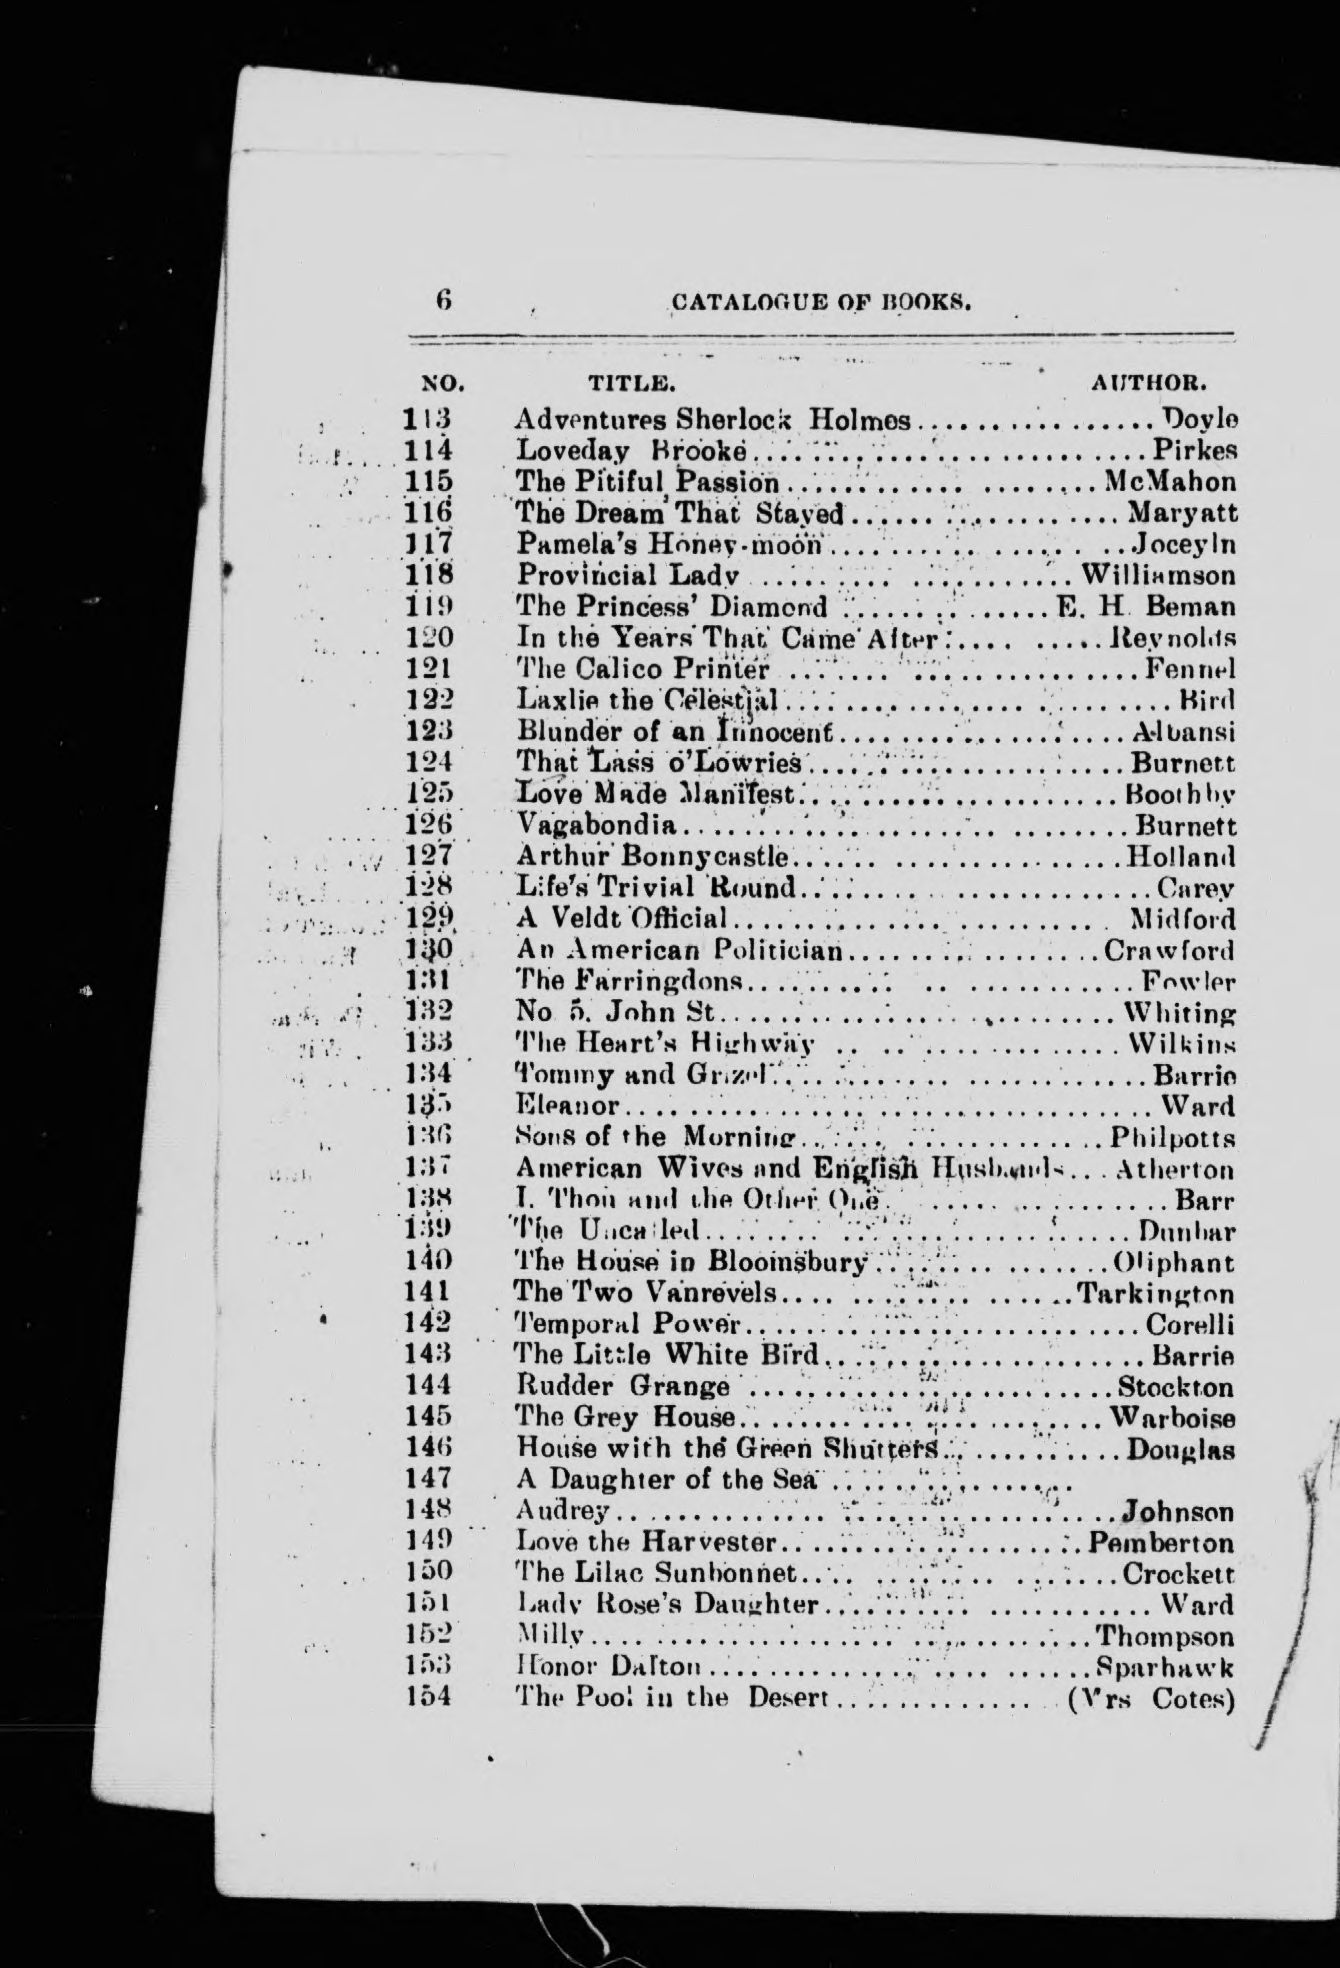 6 CATALOGUE OF BOOKS.
NO. TITLE. AUTHOR.
113 Adventures Sherlock Holmes Doyle
114 Loveday Brooke Pirkes
115 The Pitiful Passion McMahon
116 The Dream That Stayed Maryatt
117 Pamela's Honey-moon Joceyln
118 Provincial Lady Williamson
119 The Princess' Diamond E. H. Beman
120 In the Years That Came After Reynolds
121 The Calico Printer Fennel
122 Laxlie the Celestial Bird
123 Blunder of an Innocent Albansi
124 That Lass o'Lowries Burnett
125 Love Made Manifest Boothby
126 Vagabondia Burnett
127 Arthur Bonnycastle Holland
128 Life's Trivial Round Carey
129 A Veldt Official Midford
130 An American Politician Crawford
131 The Farringdons Fowler
132 No 5. John St Whiting
133 The Heart's Highway Wilkins
134 Tommy and Grizel Barrie
135 Eleanor Ward
136 Sons of the Morning Philpotts
137 American Wives and English Husbands Atherton
138 I. Thou and the Other One Barr
139 The Uncalled Dunbar
140 The House in Bloomsbury Oliphant
141 The Two Vanrevels Tarkington
142 Temporal Power Corelli
143 The Little White Bird Barrie
144 Rudder Grange Stockton
145 The Grey House Warboise
146 House with the Green Shutters Douglas
147 A Daughter of the Sea
148 Audrey Johnson
149 Love the Harvester Pemberton
150 The Lilac Sunbonnet Crockett
151 Lady Rose's Daughter Ward
152 Milly Thompson
153 Honor Dalton Sparhawk
154 The Pool in the Desert (Mrs Cotes)